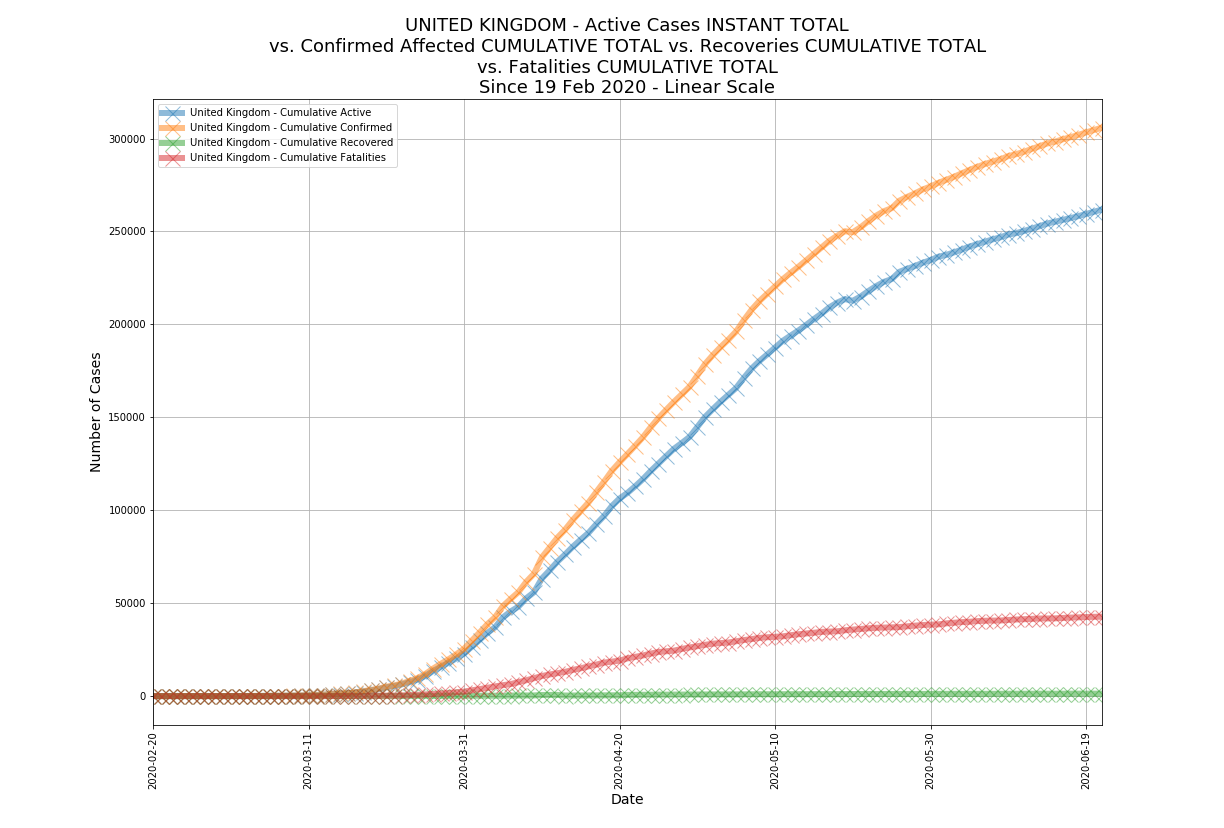 UNITED KINGDOM - Active Cases INSTANT TOTAL
vs. Confirmed Affected CUMULATIVE TOTAL vs. Recoveries CUMULATIVE TOTAL
vs. Fatalities CUMULATIVE TOTAL
Since 19 Feb 2020 - Linear Scale
United Kingdom - Cumulative Active
United Kingdom - Cumulative Confirmed
United Kingdom - Cumulative Recovered
United Kingdom - Cumulative Fatalities
Number of Cases
300000
250000
200000
150000
100000
50000
0
2020-02-20
2020-03-11
2020-03-31
2020-04-20
2020-05-10
2020-05-30
2020-06-19
Date